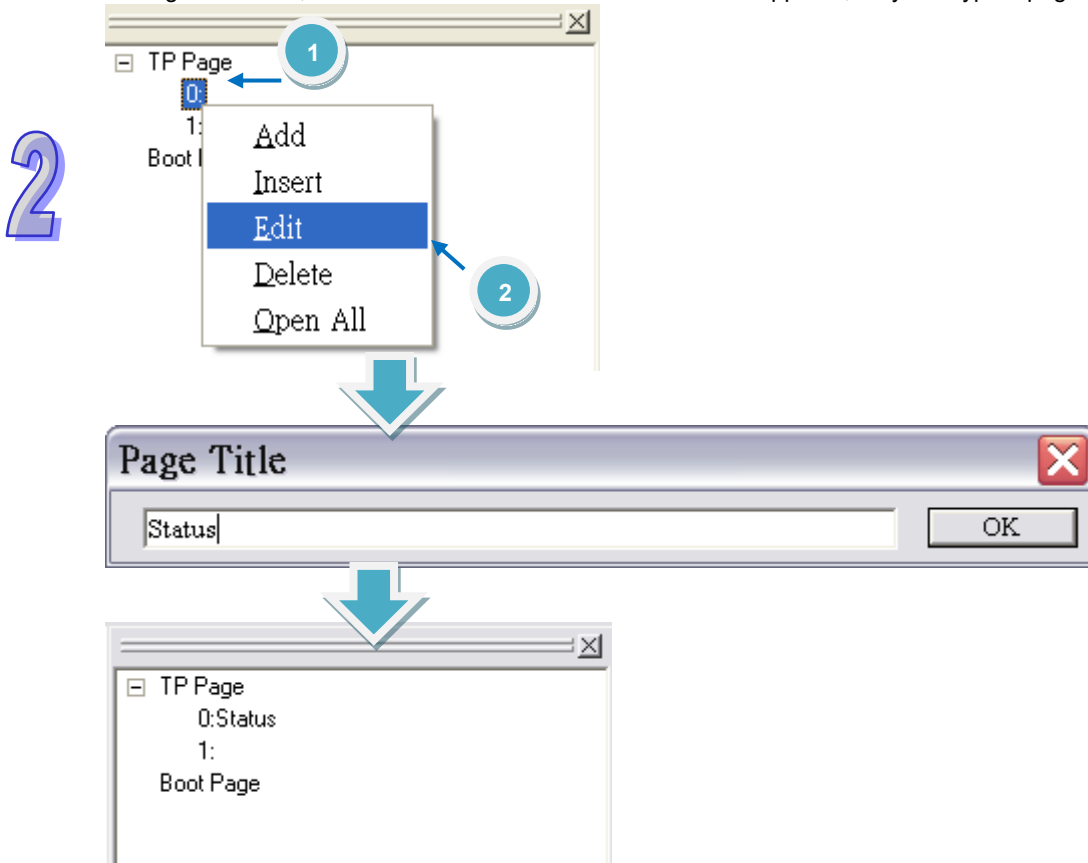 TP Page
1
0:
1:
Boot
2
Add
Insert
Edit
Delete
Open All
2
Page Title
Status
OK
TP Page
0:Status
1:
Boot Page